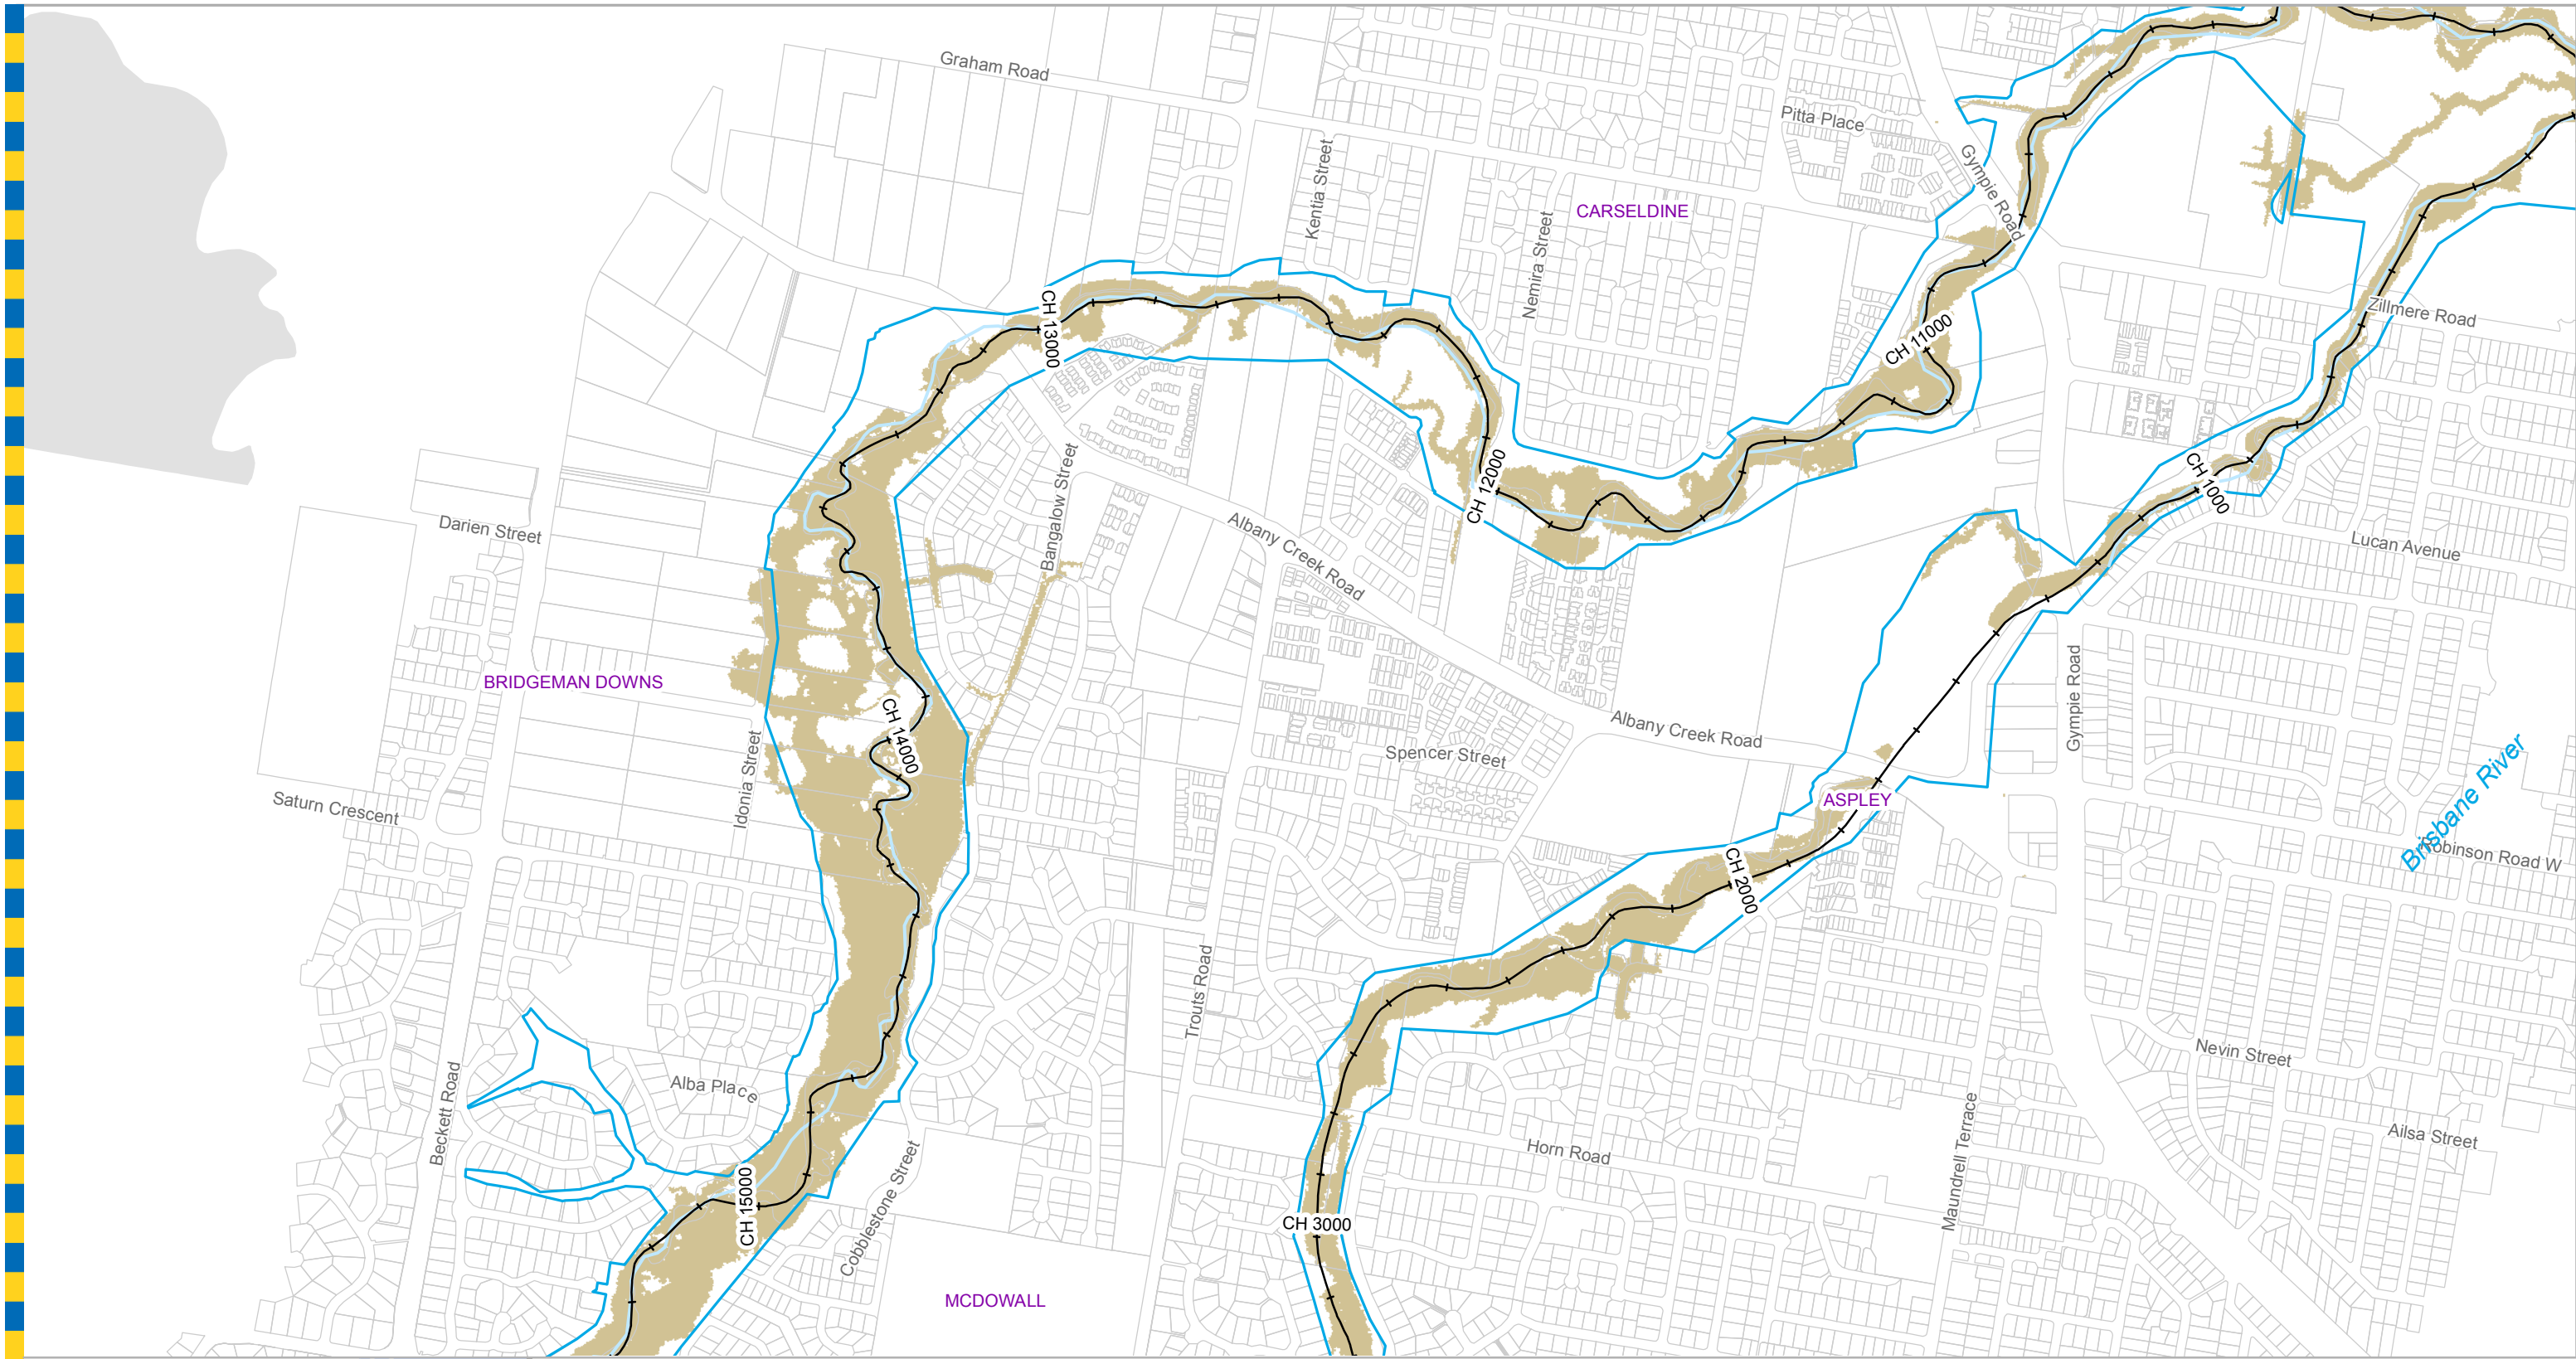 Graham Road
Pitta Place
Kentia Street
Gympie Road
CARSELDINE
Nemira Street
CH 13000
Zillmere Road
CH 11000
Bangalow Street
CH 12000
CH 1000
Darien Street
Albany Creek Road
Lucan Avenue
BRIDGEMAN DOWNS
Gympie Road
CH 14000
Albany Creek Road
Spencer Street
Idonia Street
Saturn Crescent
ASPLEY
Brisbane River
obinson Road W
CH 2000
Trouts Road
Nevin Street
Alba Place
Beckett Road
Ailsa Street
Horn Road
Maundrell Terrace
CH 15000
Cobblestone Street
CH 3000
MCDOWALL